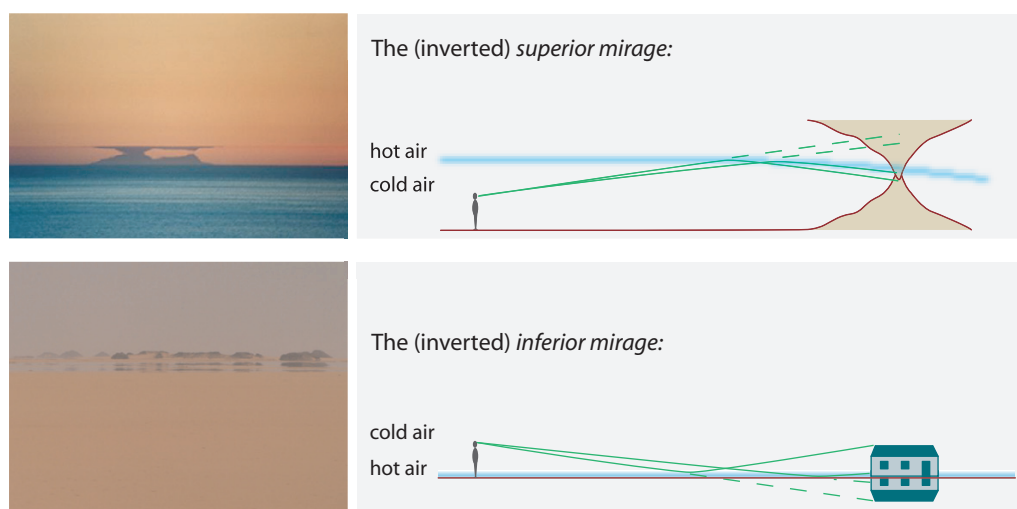 The (inverted) superior mirage:
hot air
cold air
The (inverted) inferior mirage:
cold air
hot air